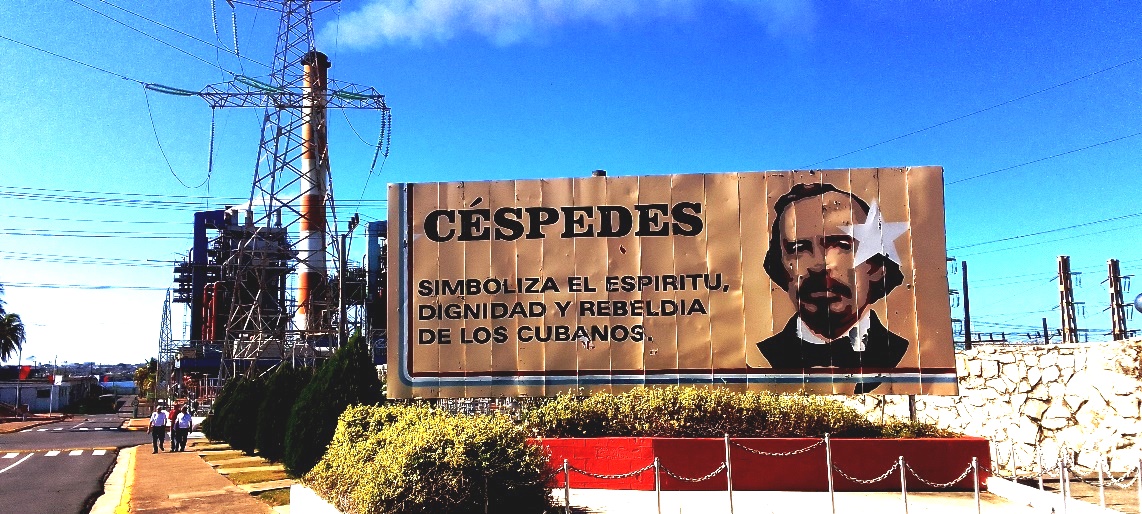 CÉSPEDES
SIMBOLIZA EL ESPIRITU,
DIGNIDAD Y REBELDIA
DE LOS CUBANOS.